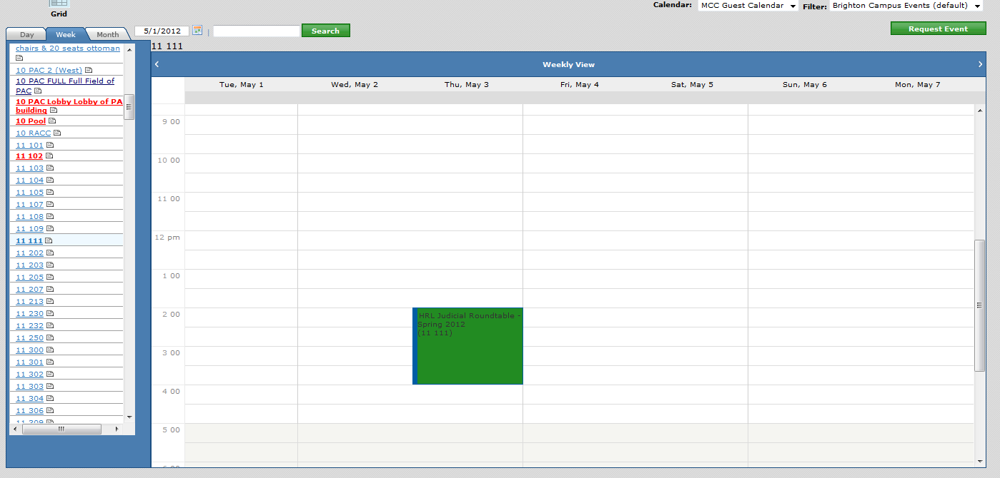 Grid
Calendar: MCC Guest Calendar Filter: Brighton Campus Events (default)
Day Week Month 5/1/2012 | Search Request Event
11 111
chairs & 20 seats ottoman
10 PAC 2 (West)
10 PAC FULL Full Field of
PAC
10 PAC Lobby Lobby of PA
building
10 Pool
10 RACC
11 101
11 102
11 103
11 104
11 105
11 107
11 108
11 109
11 111
11 202
11 203
11 205
11 207
11 213
11 230
11 232
11 250
11 300
11 301
11 302
11 303
11 304
11 306
11 309
Weekly View
Tue, May 1 Wed, May 2 Thu, May 3 Fri, May 4 Sat, May 5 Sun, May 6 Mon, May 7
9 00
10 00
11 00
12 pm
1 00
2 00
HRL Judicial Roundtable -
Spring 2012
(11 111)
3 00
4 00
5 00
6 00